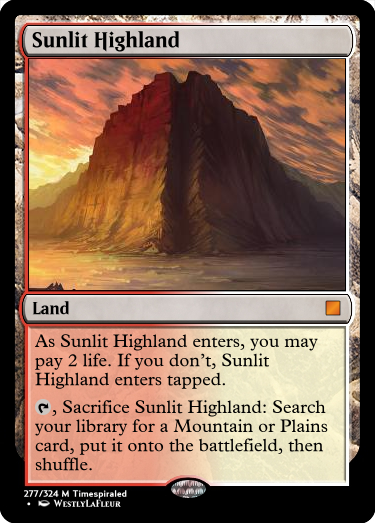 Sunlit Highland
Land
As Sunlit Highland enters, you may
pay 2 life. If you don't, Sunlit
Highland enters tapped.
, Sacrifice Sunlit Highland: Search
your library for a Mountain or Plains
card, put it onto the battlefield, then
shuffle.
277/324 M Timespiraled
• WestlyLaFleur